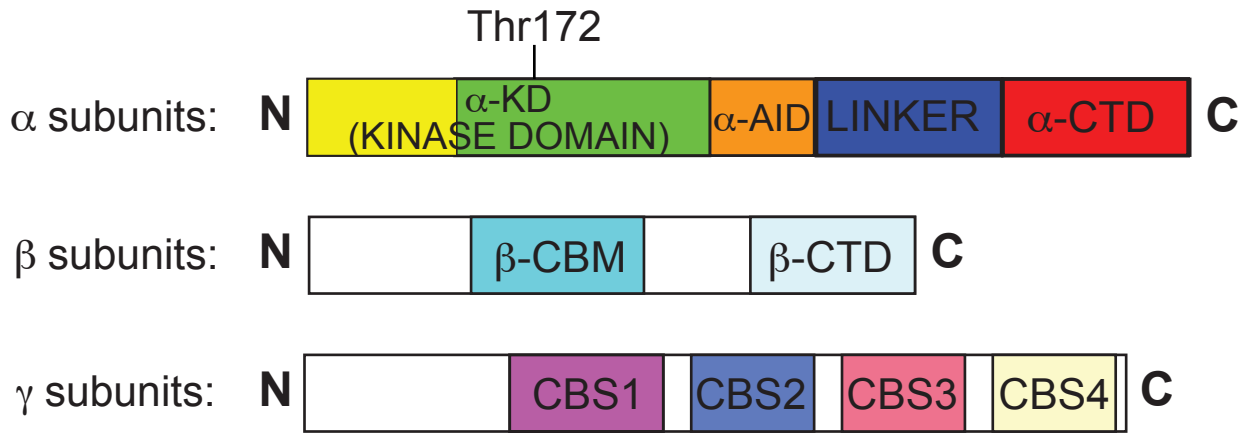 Thr172
α subunits: N α-KD (KINASE DOMAIN) α-AID LINKER α-CTD C
β subunits: N β-CBM β-CTD C
γ subunits: N CBS1 CBS2 CBS3 CBS4 C